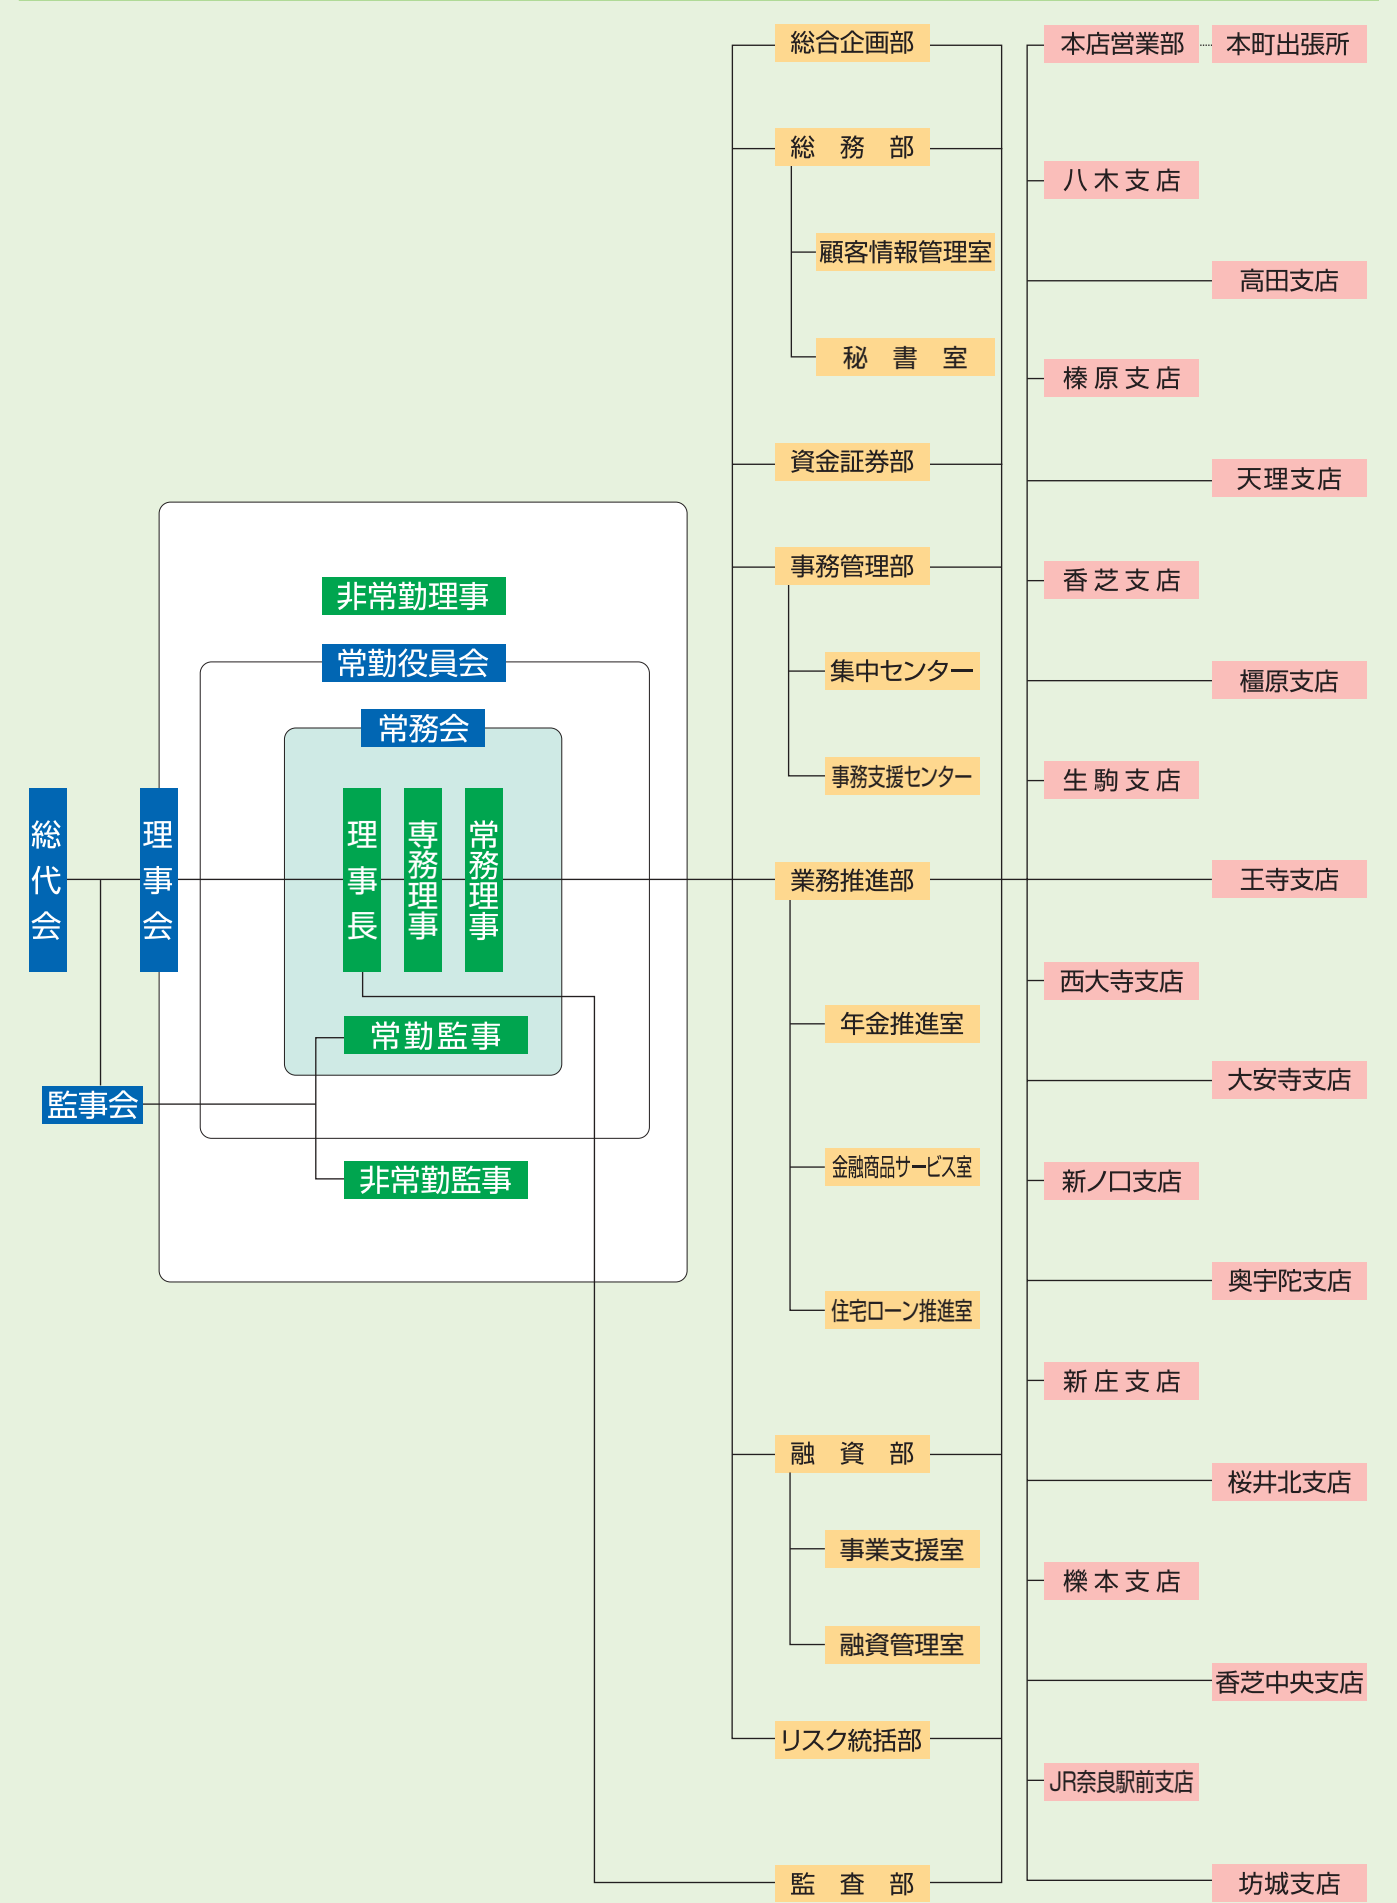 総代会
監事会
理事会
非常勤理事
常勤役員会
常務会
理事長
専務理事
常務理事
常勤監事
非常勤監事
総合企画部
総　務　部
顧客情報管理室
秘　書　室
資金証券部
事務管理部
集中センター
事務支援センター
業務推進部
年金推進室
金融商品サービス室
住宅ローン推進室
融　資　部
事業支援室
融資管理室
リスク統括部
監　査　部
本店営業部
本町出張所
八木支店
高田支店
榛原支店
天理支店
香芝支店
橿原支店
生駒支店
王寺支店
西大寺支店
大安寺支店
新ノ口支店
奥宇陀支店
新庄支店
桜井北支店
櫟本支店
香芝中央支店
JR奈良駅前支店
坊城支店